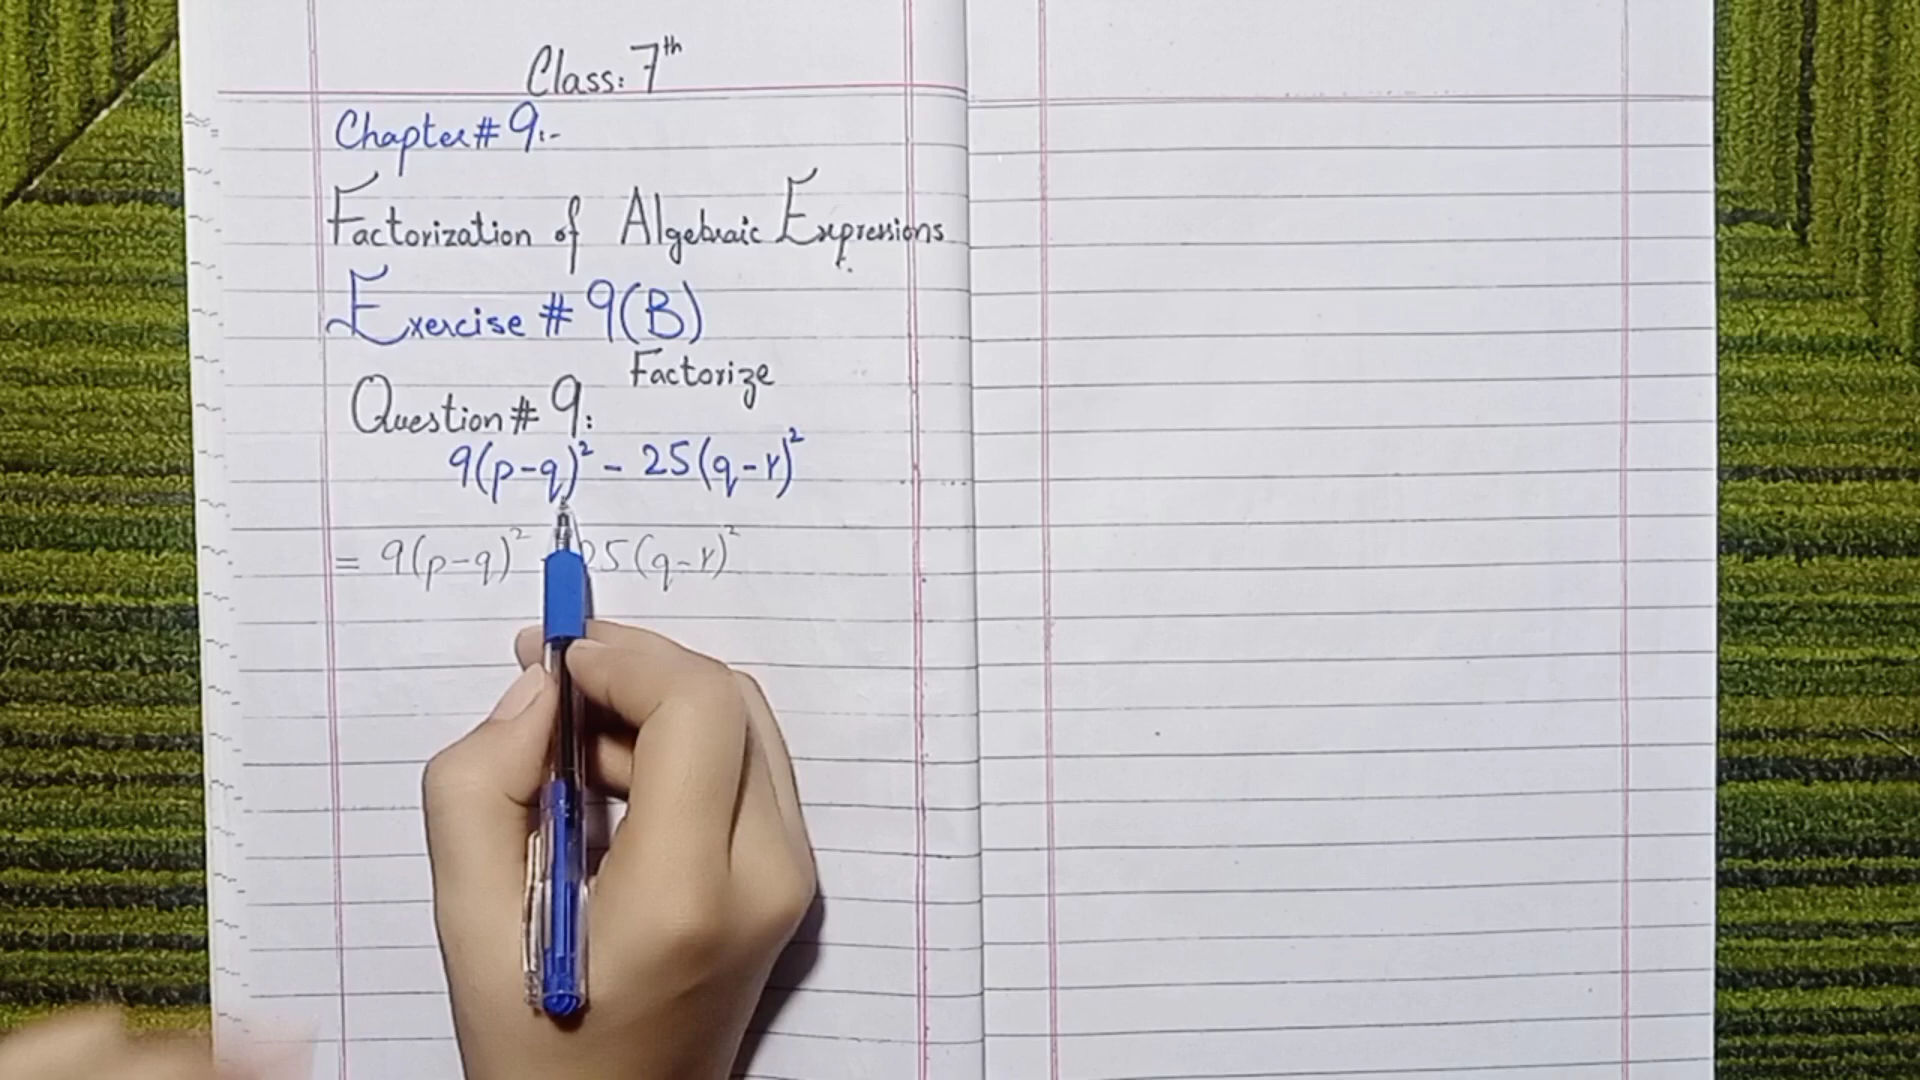 Class: 7th
Chapter # 9:-
Factorization of Algebraic Expressions
Exercise # 9(B)
Factorize
Question # 9:
9(p-q)² - 25(q-r)²
= 9(p-q)² 25(q-r)²